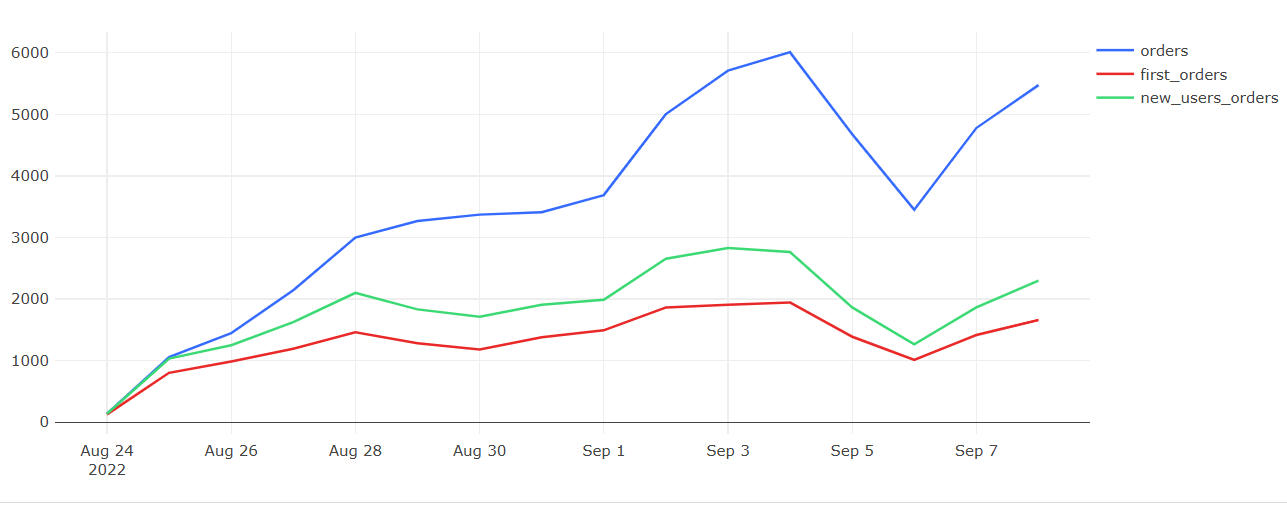 6000
5000
4000
3000
2000
1000
0
Aug 24
2022
Aug 26
Aug 28
Aug 30
Sep 1
Sep 3
Sep 5
Sep 7
orders
first_orders
new_users_orders